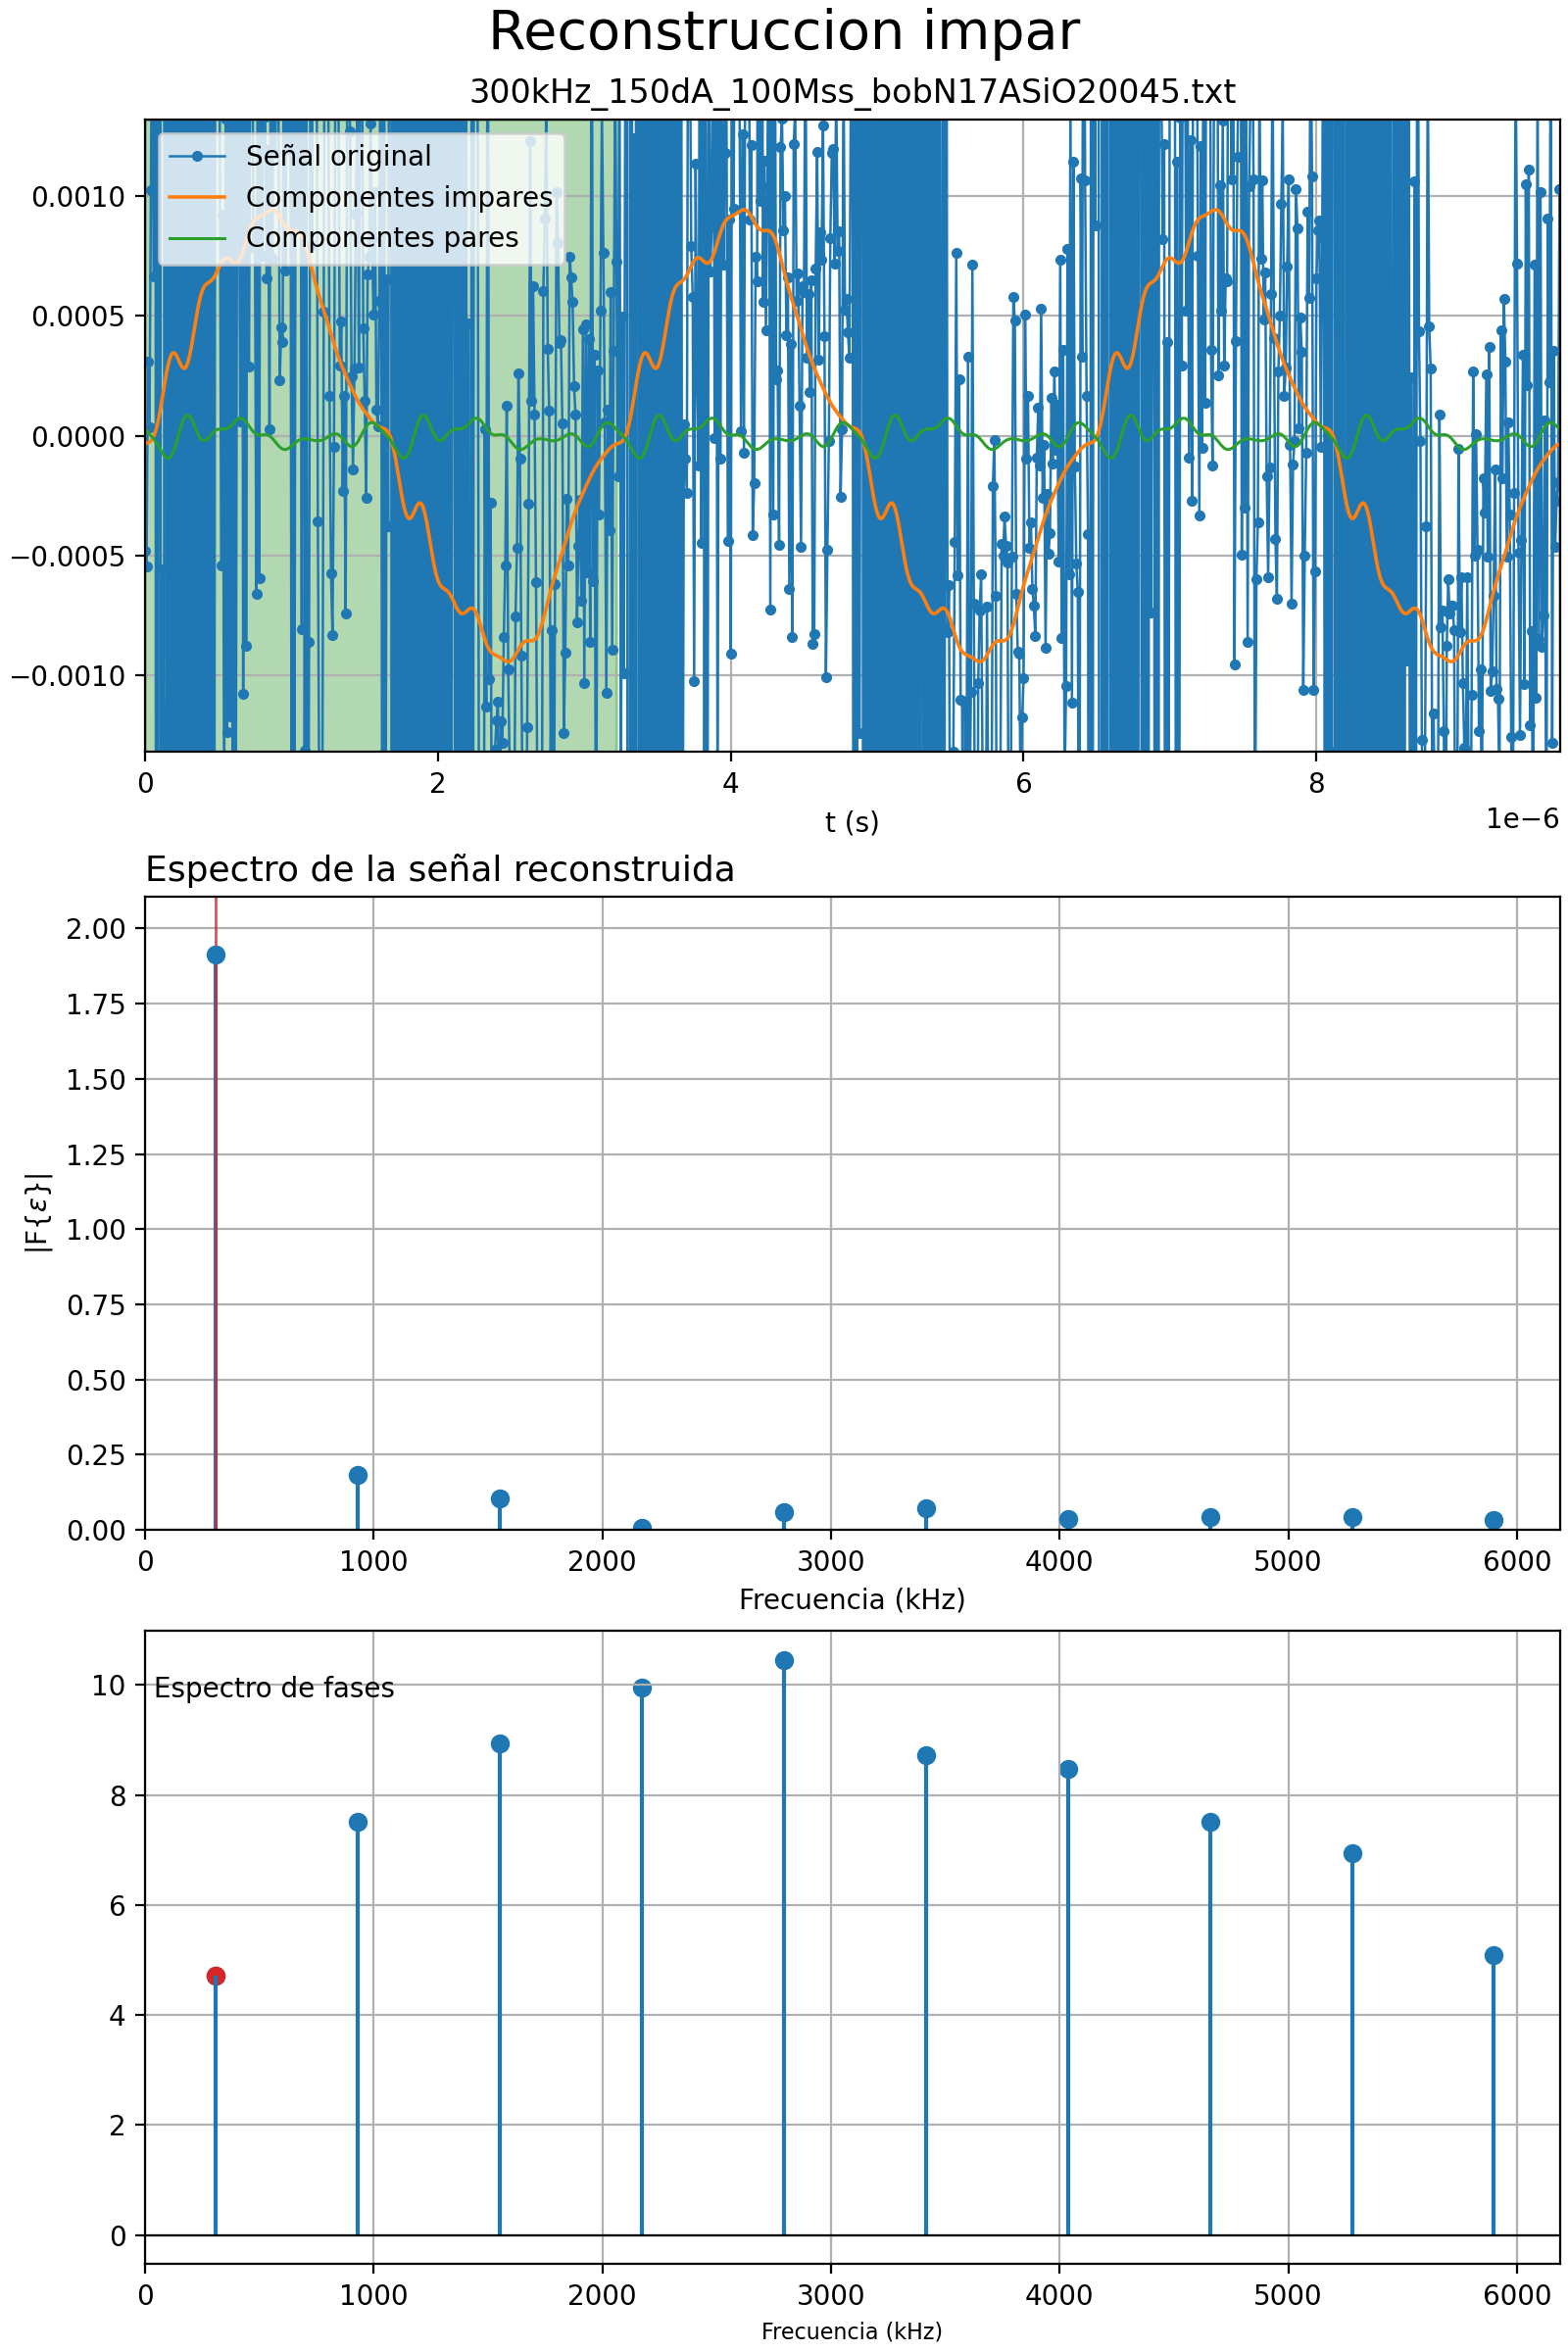 Reconstruccion impar
300kHz_150dA_100Mss_bobN17ASiO20045.txt
Señal original
Componentes impares
Componentes pares
0.0010
0.0005
0.0000
−0.0005
−0.0010
0 2 4 6 8
1e−6
t (s)
Espectro de la señal reconstruida
2.00
1.75
1.50
1.25
1.00
0.75
0.50
0.25
0.00
|F{ε}|
0 1000 2000 3000 4000 5000 6000
Frecuencia (kHz)
Espectro de fases
10
8
6
4
2
0
0 1000 2000 3000 4000 5000 6000
Frecuencia (kHz)